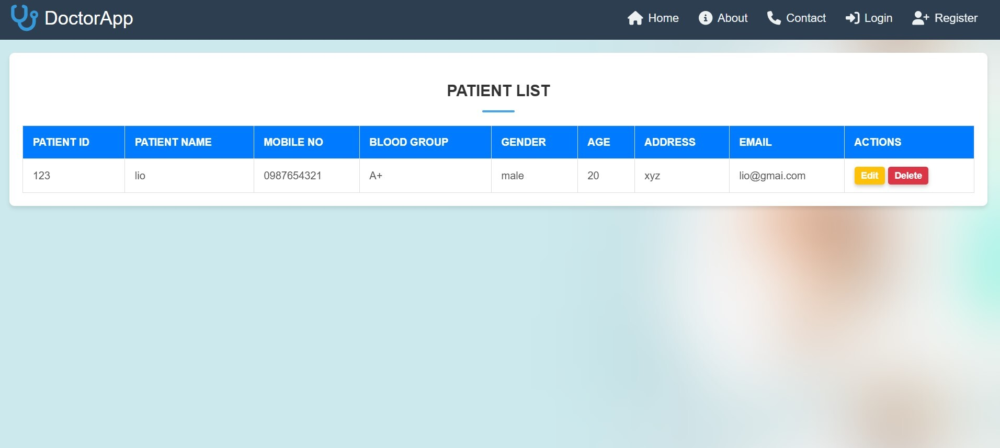 DoctorApp Home About Contact Login Register
PATIENT LIST
PATIENT ID PATIENT NAME MOBILE NO BLOOD GROUP GENDER AGE ADDRESS EMAIL ACTIONS
123 lio 0987654321 A+ male 20 xyz lio@gmai.com Edit Delete